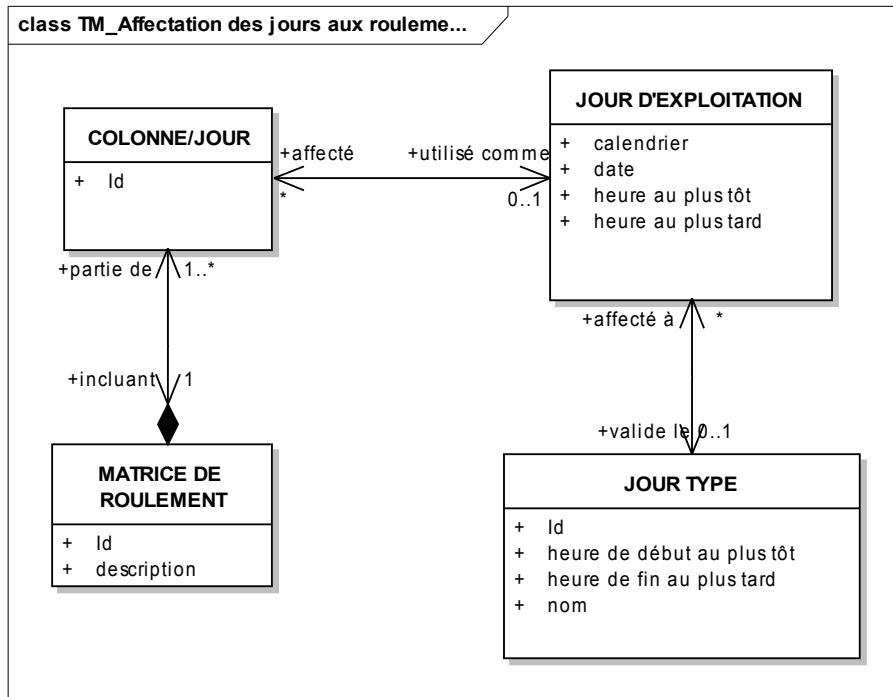 class TM_Affectation des jours aux rouleme...
COLONNE/JOUR
+ Id
+affecté
*
+utilisé comme
0..1
JOUR D'EXPLOITATION
+ calendrier
+ date
+ heure au plus tôt
+ heure au plus tard
+partie de
1..*
+incluant
1
MATRICE DE
ROULEMENT
+ Id
+ description
+affecté à
*
+valide le
0..1
JOUR TYPE
+ Id
+ heure de début au plus tôt
+ heure de fin au plus tard
+ nom